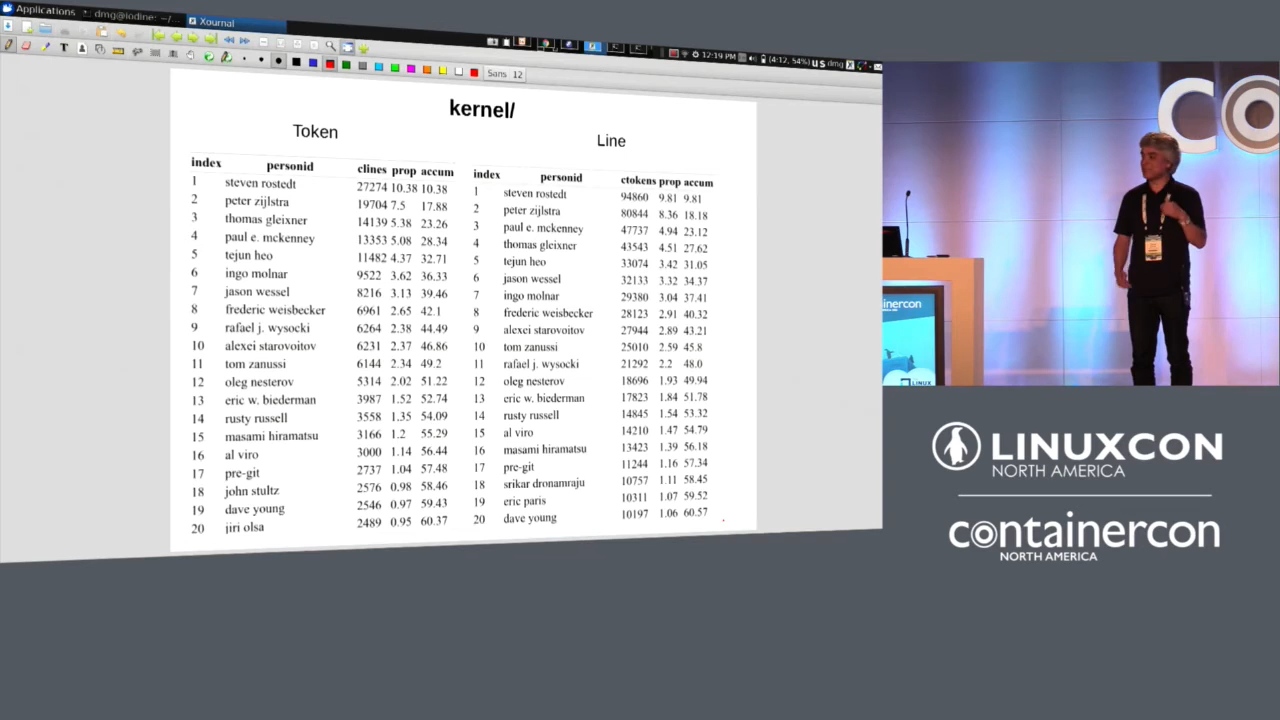 Applications dmg@iodine: ~/... Xournal
12:19 PM (4:12, 54%) us dmg
Sans 12
kernel/
Token
index personid clines prop accum
1 steven rostedt 27274 10.38 10.38
2 peter zijlstra 19704 7.5 17.88
3 thomas gleixner 14139 5.38 23.26
4 paul e. mckenney 13353 5.08 28.34
5 tejun heo 11482 4.37 32.71
6 ingo molnar 9522 3.62 36.33
7 jason wessel 8216 3.13 39.46
8 frederic weisbecker 6961 2.65 42.1
9 rafael j. wysocki 6264 2.38 44.49
10 alexei starovoitov 6231 2.37 46.86
11 tom zanussi 6144 2.34 49.2
12 oleg nesterov 5314 2.02 51.22
13 eric w. biederman 3987 1.52 52.74
14 rusty russell 3558 1.35 54.09
15 masami hiramatsu 3166 1.2 55.29
16 al viro 3000 1.14 56.44
17 pre-git 2737 1.04 57.48
18 john stultz 2576 0.98 58.46
19 dave young 2546 0.97 59.43
20 jiri olsa 2489 0.95 60.37
Line
index personid ctokens prop accum
1 steven rostedt 94860 9.81 9.81
2 peter zijlstra 80844 8.36 18.18
3 paul e. mckenney 47737 4.94 23.12
4 thomas gleixner 43543 4.51 27.62
5 tejun heo 33074 3.42 31.05
6 jason wessel 32133 3.32 34.37
7 ingo molnar 29380 3.04 37.41
8 frederic weisbecker 28123 2.91 40.32
9 alexei starovoitov 27944 2.89 43.21
10 tom zanussi 25010 2.59 45.8
11 rafael j. wysocki 21292 2.2 48.0
12 oleg nesterov 18696 1.93 49.94
13 eric w. biederman 17823 1.84 51.78
14 rusty russell 14845 1.54 53.32
15 al viro 14210 1.47 54.79
16 masami hiramatsu 13423 1.39 56.18
17 pre-git 11244 1.16 57.34
18 srikar dronamraju 10757 1.11 58.45
19 eric paris 10311 1.07 59.52
20 dave young 10197 1.06 60.57
CO
ainercon
LINUX
LINUXCON
NORTH AMERICA
containercon
NORTH AMERICA